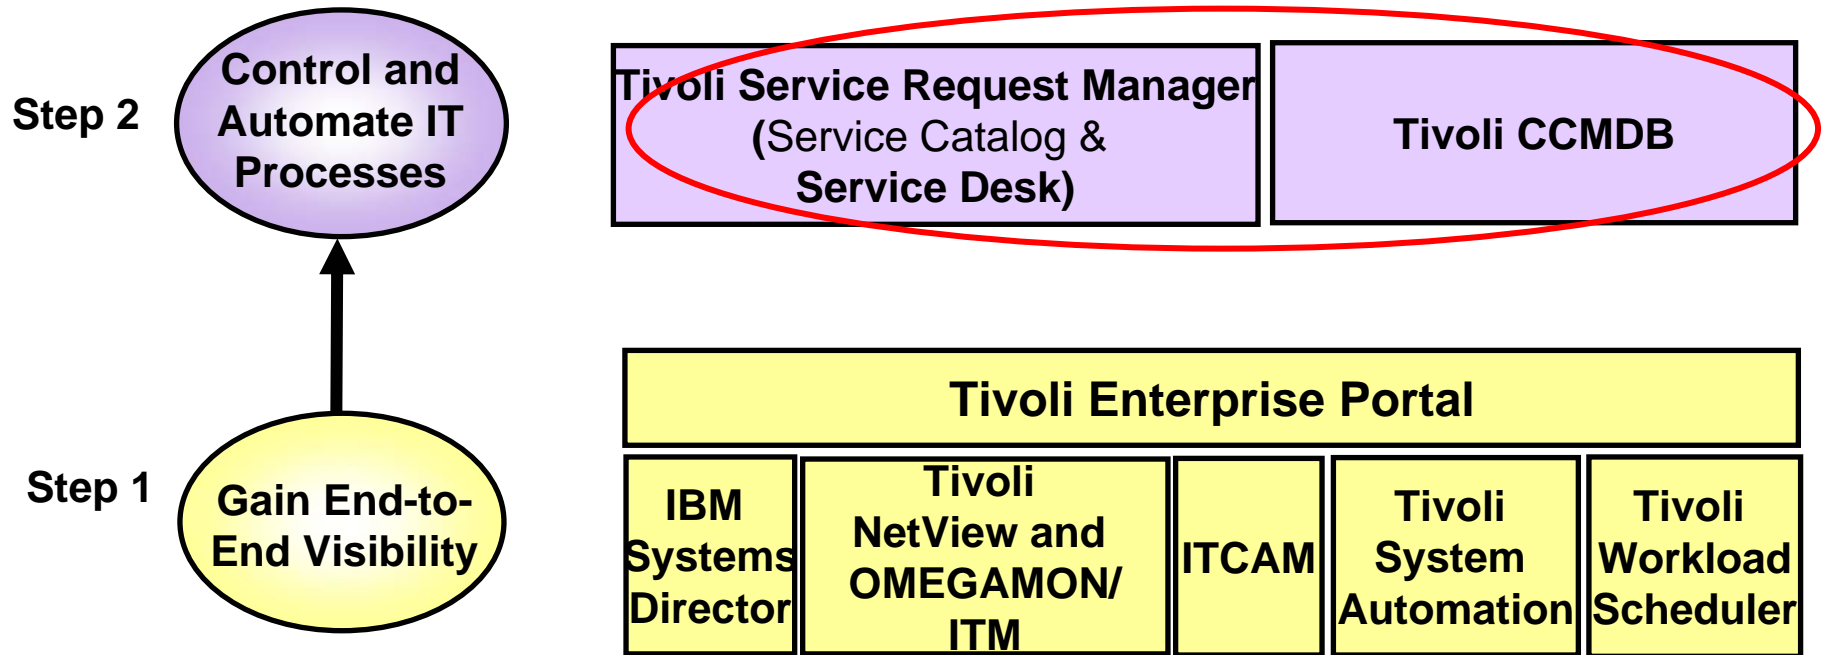 Step 2
Control and
Automate IT
Processes
Tivoli Service Request Manager
(Service Catalog &
Service Desk)
Tivoli CCMDB
Tivoli Enterprise Portal
Step 1
Gain End-to-
End Visibility
IBM
Systems
Director
Tivoli
NetView and
OMEGAMON/
ITM
ITCAM
Tivoli
System
Automation
Tivoli
Workload
Scheduler